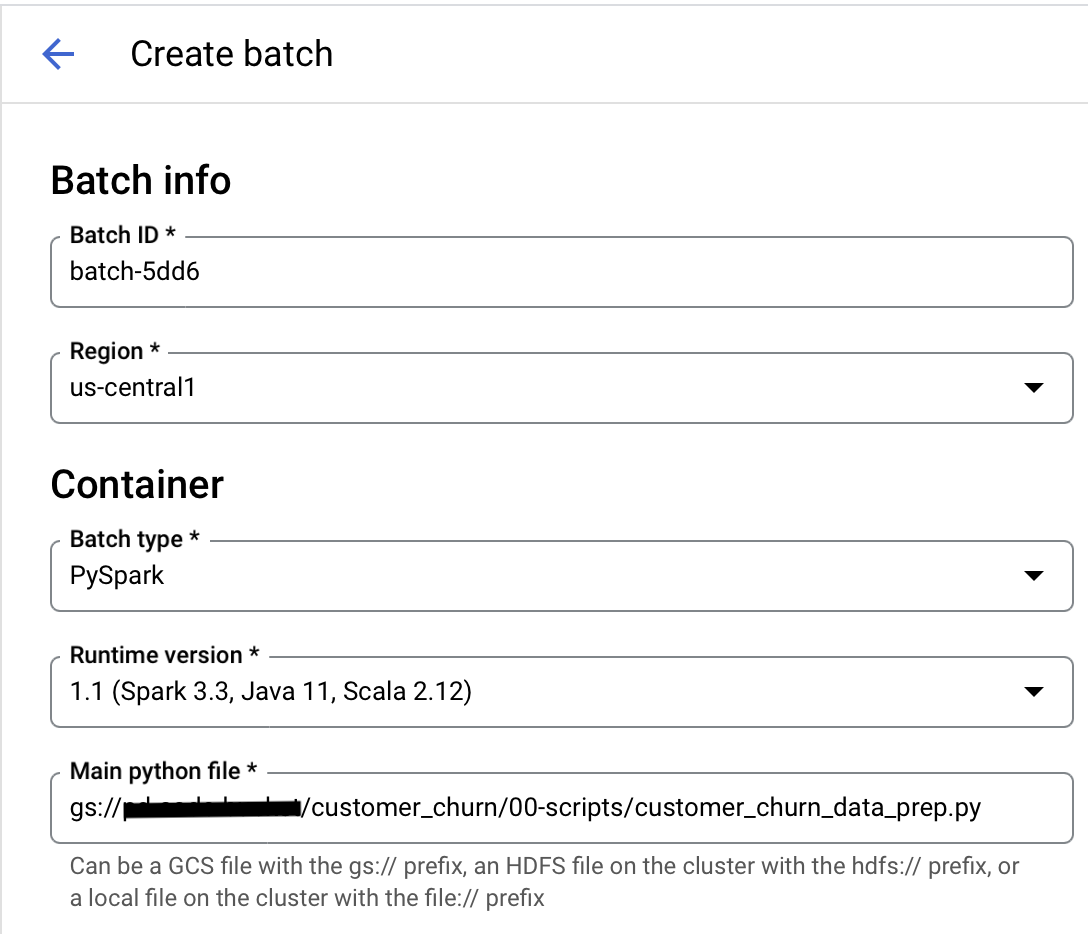 Create batch
Batch info
Batch ID *
batch-5dd6
Region *
us-central1
Container
Batch type *
PySpark
Runtime version *
1.1 (Spark 3.3, Java 11, Scala 2.12)
Main python file *
gs:// /customer_churn/00-scripts/customer_churn_data_prep.py
Can be a GCS file with the gs:// prefix, an HDFS file on the cluster with the hdfs:// prefix, or
a local file on the cluster with the file:// prefix